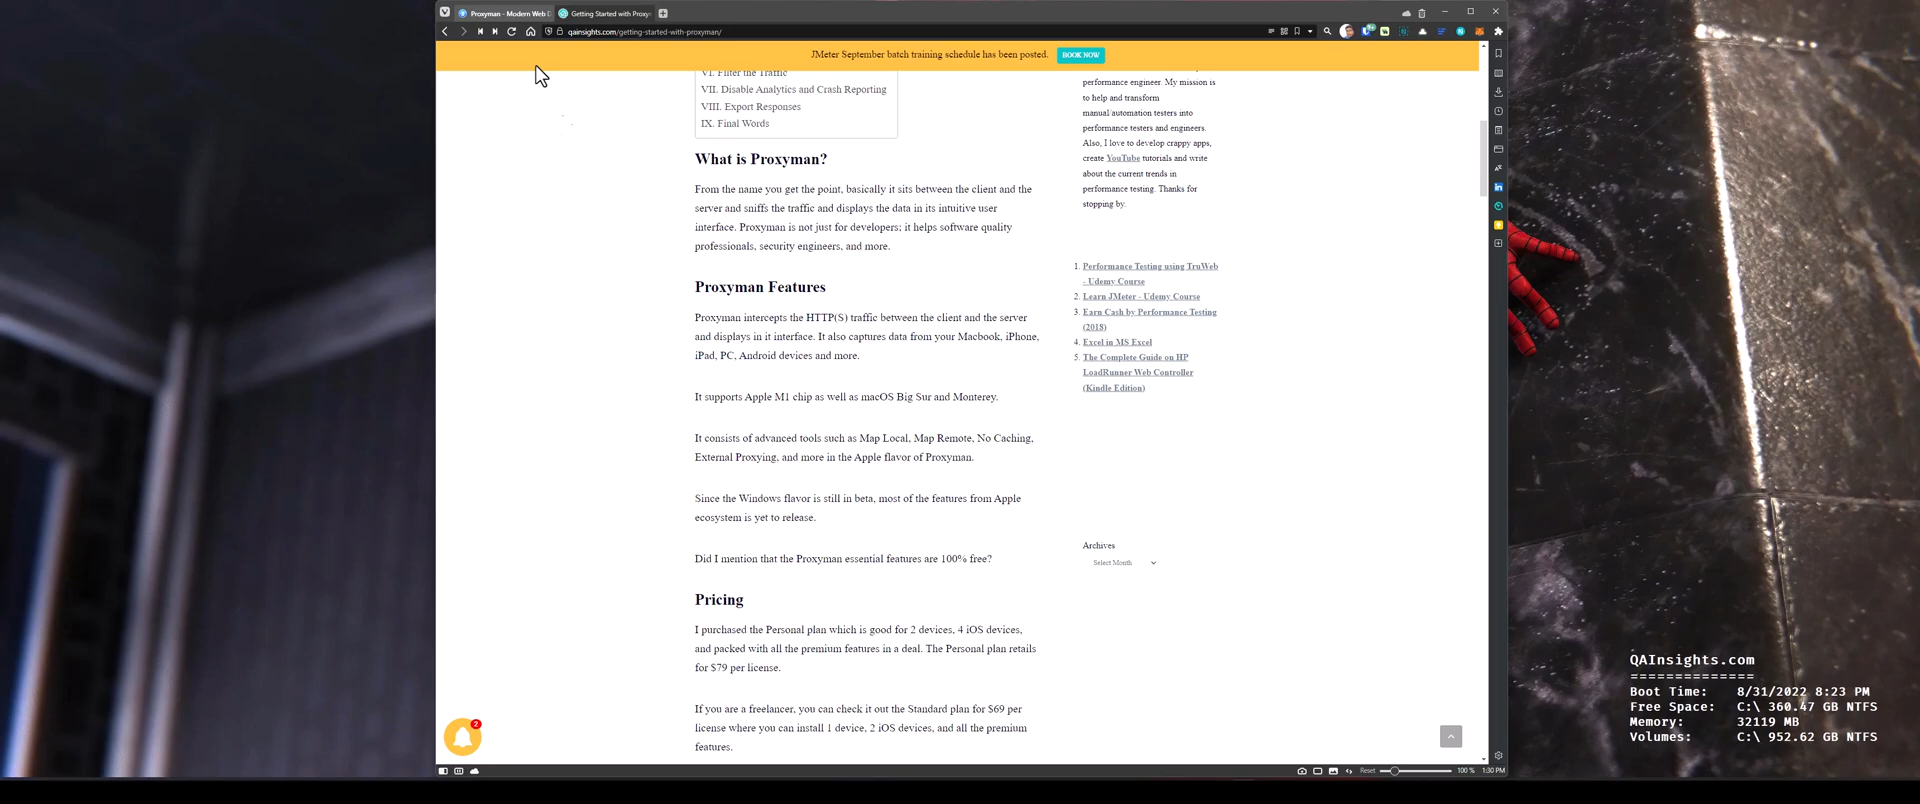 Proxyman - Modern Web D
Getting Started with Proxy
qainsights.com/getting-started-with-proxyman/
JMeter September batch training schedule has been posted.
BOOK NOW
VI. Filter the Traffic
VII. Disable Analytics and Crash Reporting
VIII. Export Responses
IX. Final Words
What is Proxyman?
From the name you get the point, basically it sits between the client and the
server and sniffs the traffic and displays the data in its intuitive user
interface. Proxyman is not just for developers; it helps software quality
professionals, security engineers, and more.
Proxyman Features
Proxyman intercepts the HTTP(S) traffic between the client and the server
and displays in it interface. It also captures data from your Macbook, iPhone,
iPad, PC, Android devices and more.
It supports Apple M1 chip as well as macOS Big Sur and Monterey.
It consists of advanced tools such as Map Local, Map Remote, No Caching,
External Proxying, and more in the Apple flavor of Proxyman.
Since the Windows flavor is still in beta, most of the features from Apple
ecosystem is yet to release.
Did I mention that the Proxyman essential features are 100% free?
Pricing
I purchased the Personal plan which is good for 2 devices, 4 iOS devices,
and packed with all the premium features in a deal. The Personal plan retails
for $79 per license.
If you are a freelancer, you can check it out the Standard plan for $69 per
license where you can install 1 device, 2 iOS devices, and all the premium
features.
performance engineer. My mission is
to help and transform
manual/automation testers into
performance testers and engineers.
Also, I love to develop crappy apps,
create YouTube tutorials and write
about the current trends in
performance testing. Thanks for
stopping by.
1. Performance Testing using TruWeb
- Udemy Course
2. Learn JMeter - Udemy Course
3. Earn Cash by Performance Testing
(2018)
4. Excel in MS Excel
5. The Complete Guide on HP
LoadRunner Web Controller
(Kindle Edition)
Archives
Select Month
2
Reset
100 %
1:30 PM
QAInsights.com
==============
Boot Time: 8/31/2022 8:23 PM
Free Space: C:\ 360.47 GB NTFS
Memory: 32119 MB
Volumes: C:\ 952.62 GB NTFS